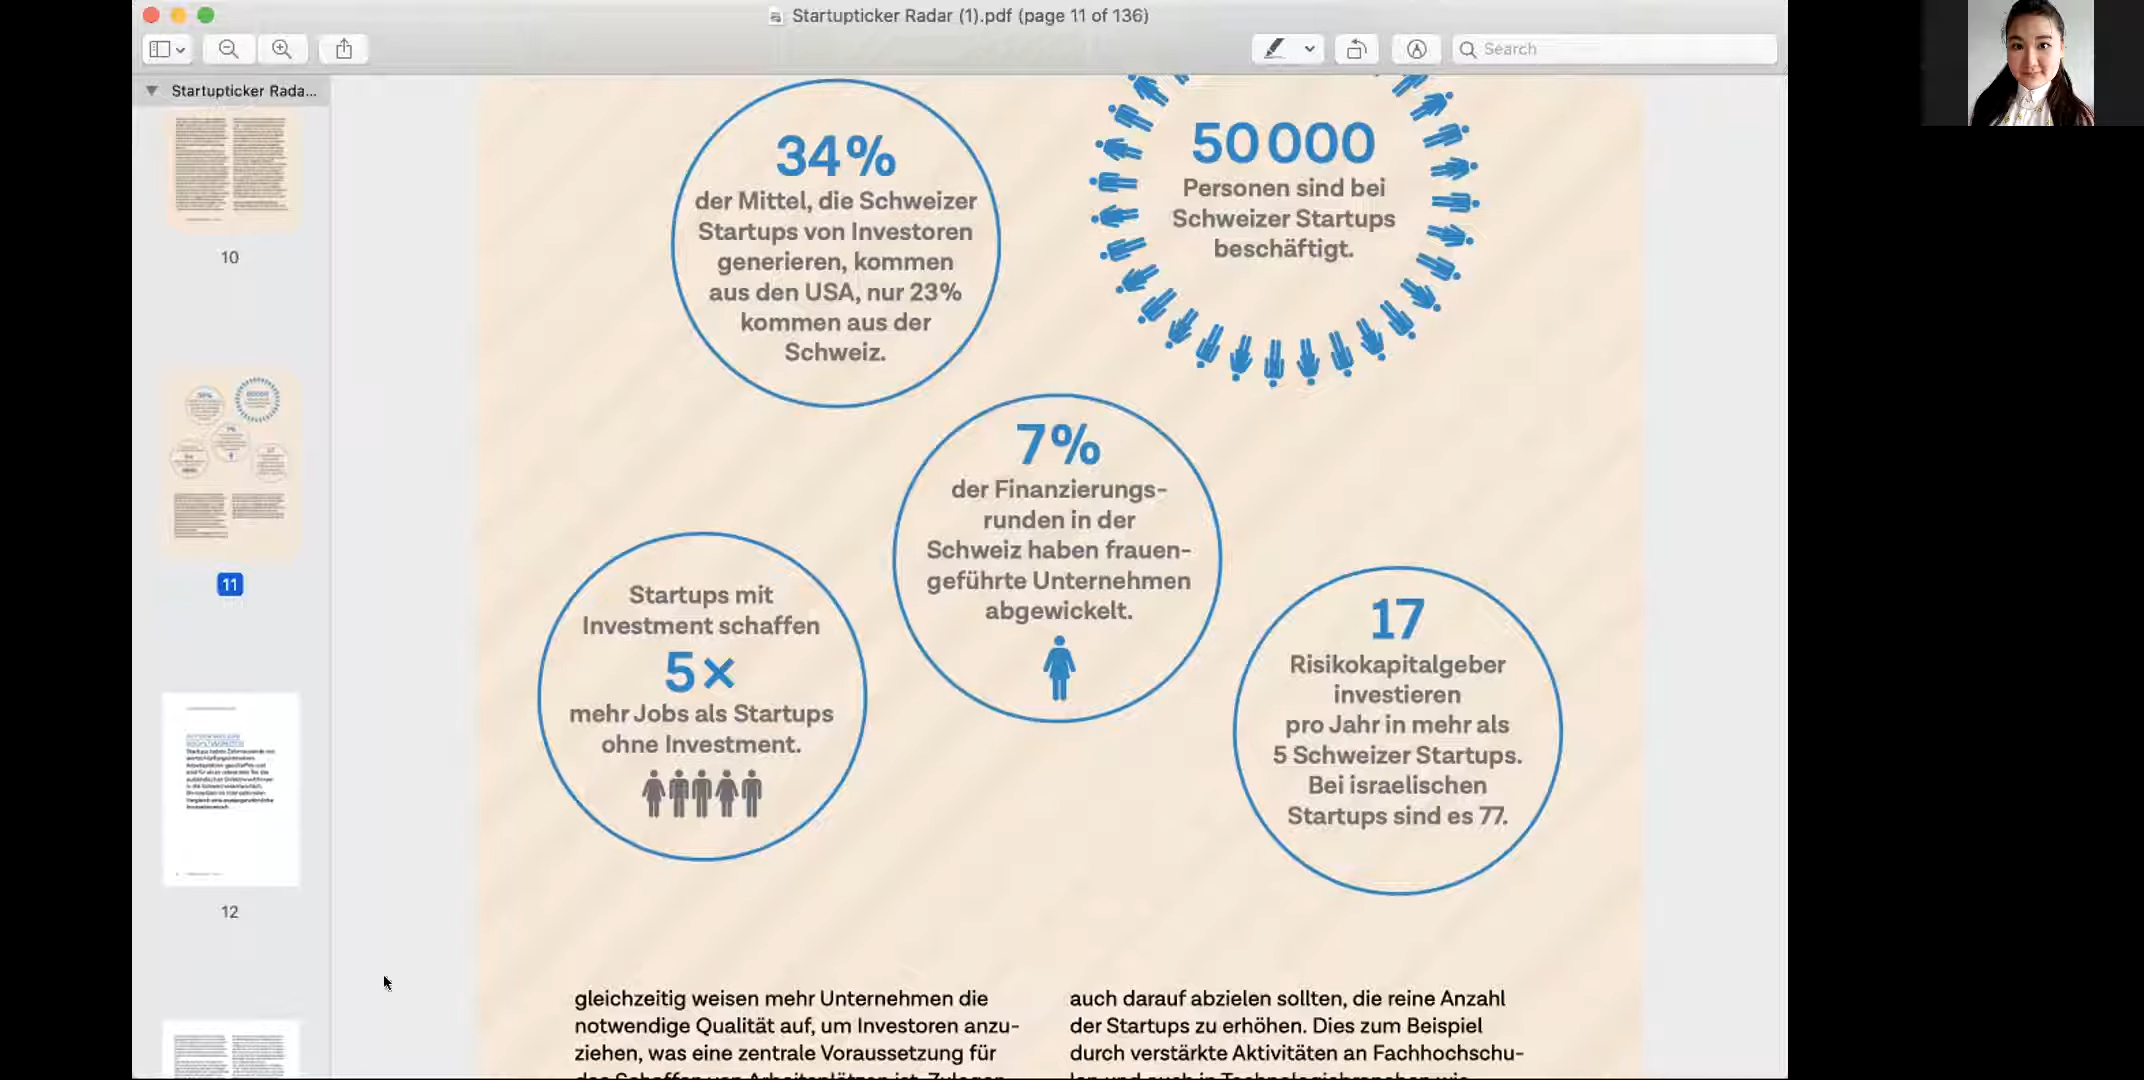 Startupticker Radar (1).pdf (page 11 of 136)
Search
Startupticker Rada...
10
11
12
34%
der Mittel, die Schweizer
Startups von Investoren
generieren, kommen
aus den USA, nur 23%
kommen aus der
Schweiz.
50 000
Personen sind bei
Schweizer Startups
beschäftigt.
7%
der Finanzierungs-
runden in der
Schweiz haben frauen-
geführte Unternehmen
abgewickelt.
Startups mit
Investment schaffen
5×
mehr Jobs als Startups
ohne Investment.
17
Risikokapitalgeber
investieren
pro Jahr in mehr als
5 Schweizer Startups.
Bei israelischen
Startups sind es 77.
gleichzeitig weisen mehr Unternehmen die
notwendige Qualität auf, um Investoren anzu-
ziehen, was eine zentrale Voraussetzung für
auch darauf abzielen sollten, die reine Anzahl
der Startups zu erhöhen. Dies zum Beispiel
durch verstärkte Aktivitäten an Fachhochschu-